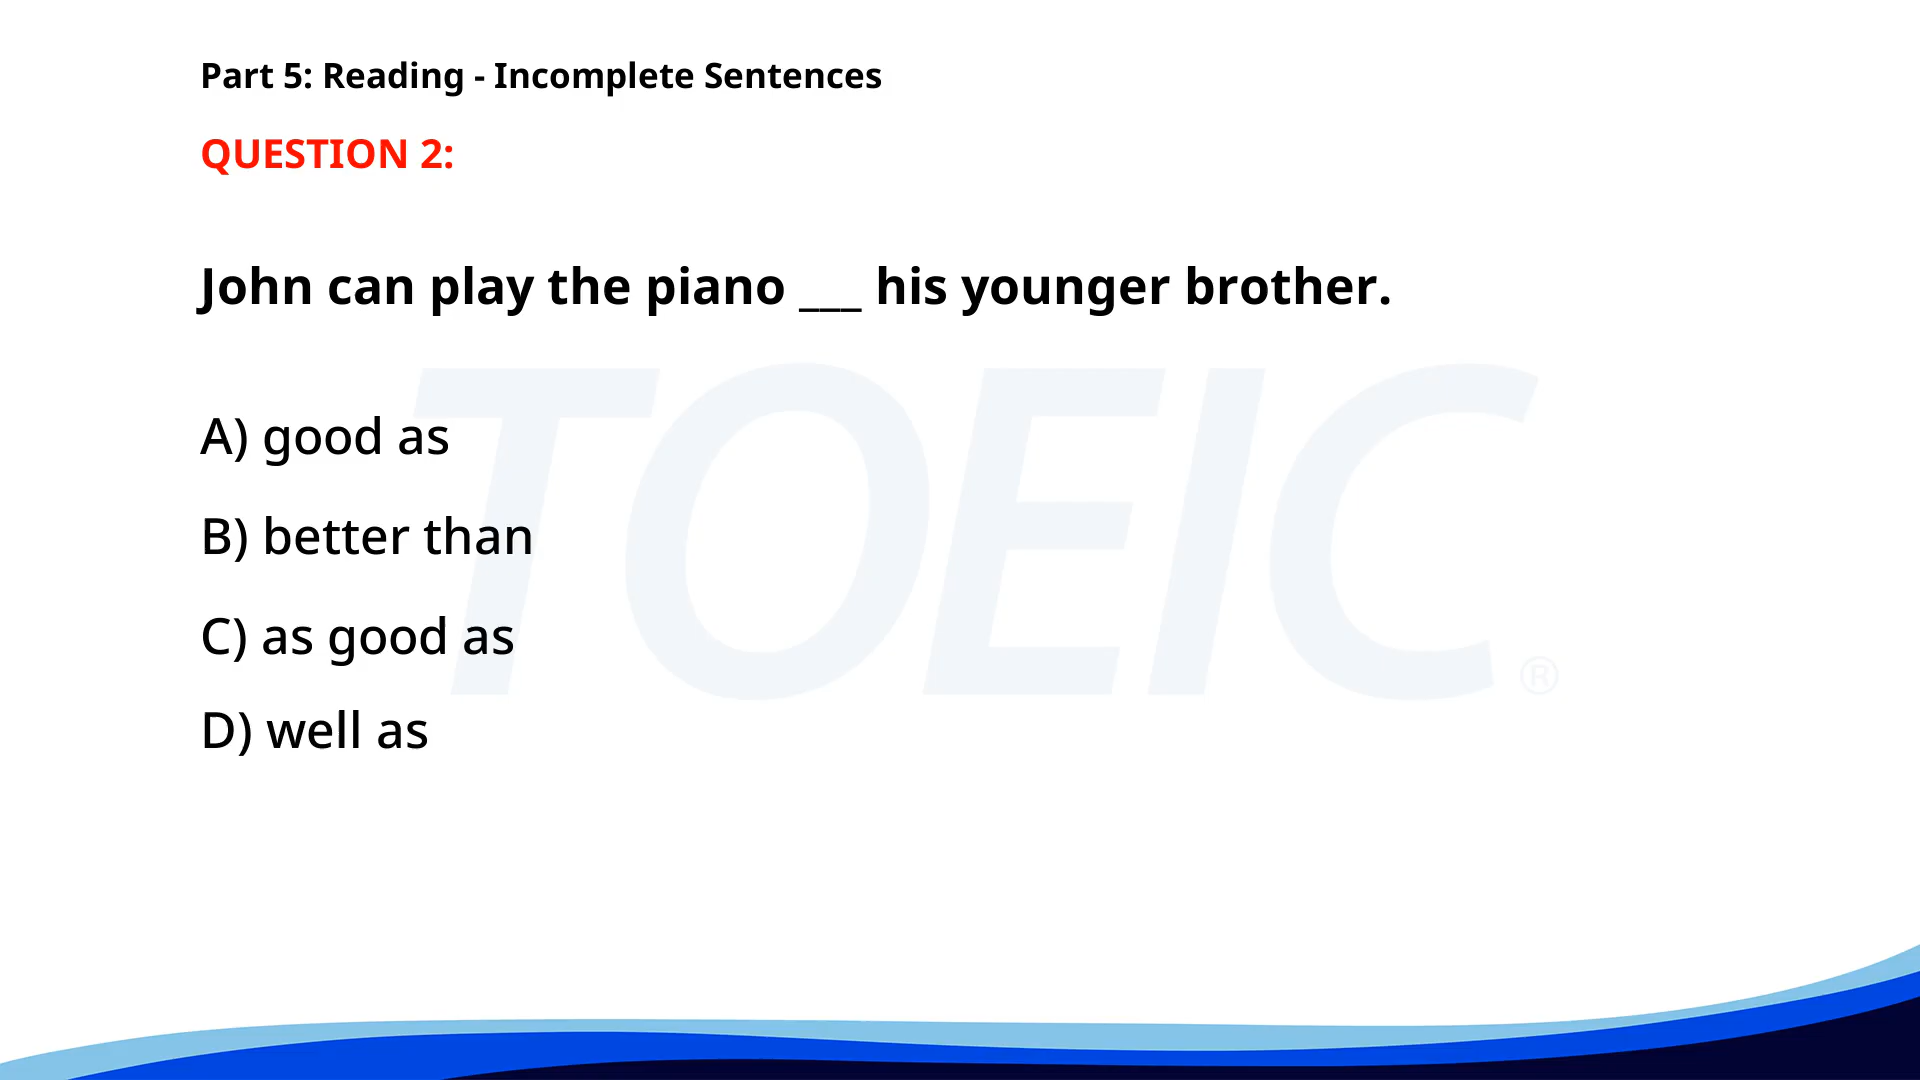 Part 5: Reading - Incomplete Sentences
QUESTION 2:
John can play the piano ___ his younger brother.
TOEIC®
A) good as
B) better than
C) as good as
D) well as